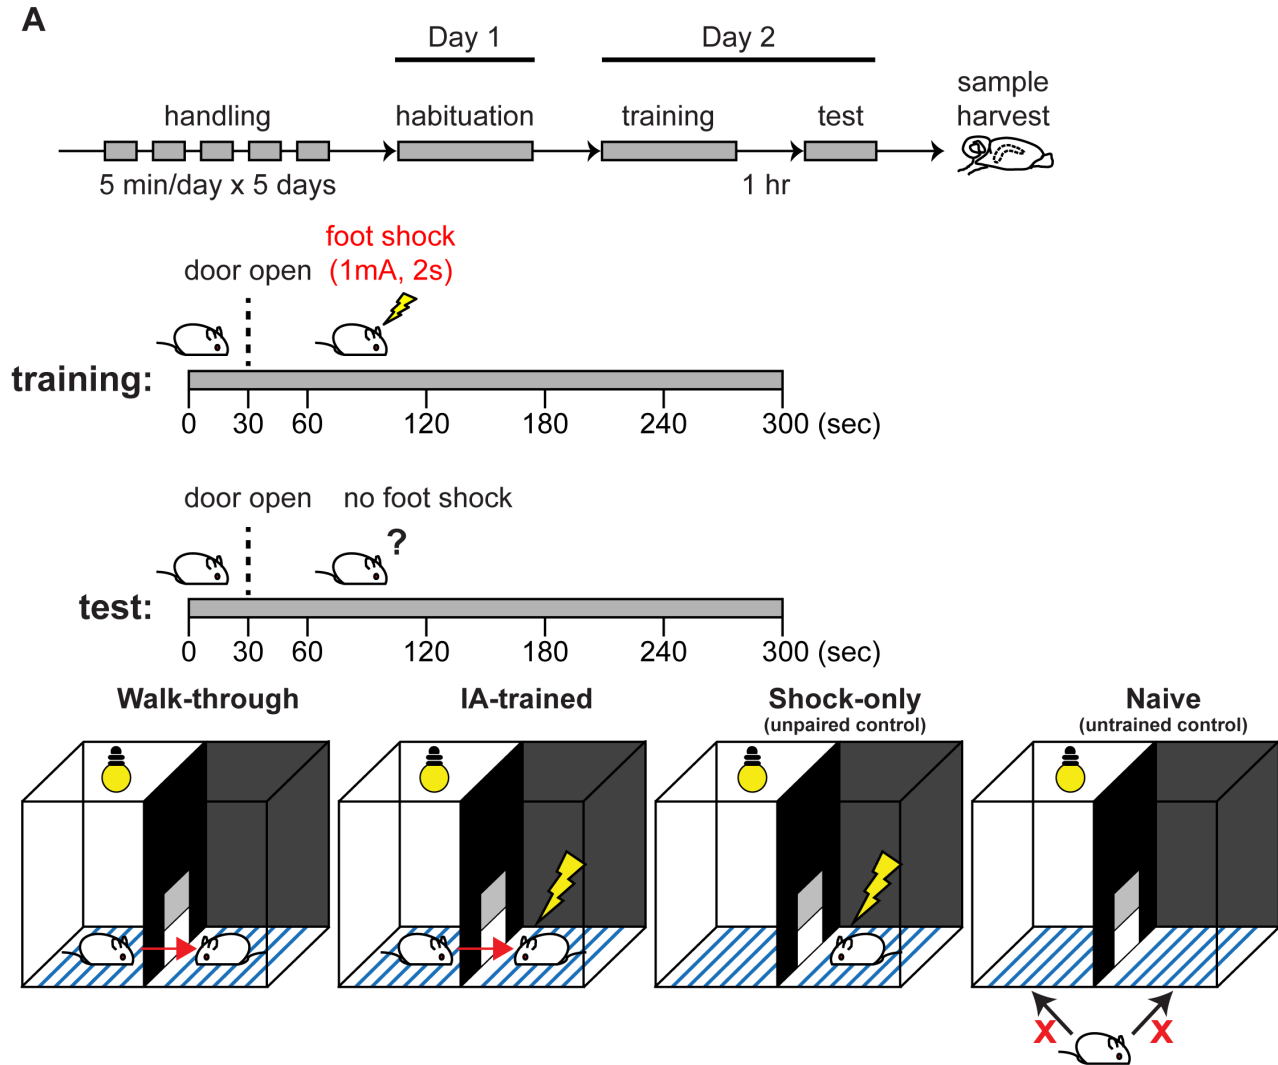 A
Day 1
Day 2
handling
habituation
training
test
sample
harvest
5 min/day x 5 days
1 hr
foot shock
door open
(1mA, 2s)
training:
0 30 60 120 180 240 300 (sec)
door open
no foot shock
?
test:
0 30 60 120 180 240 300 (sec)
Walk-through
IA-trained
Shock-only
(unpaired control)
Naive
(untrained control)
X X